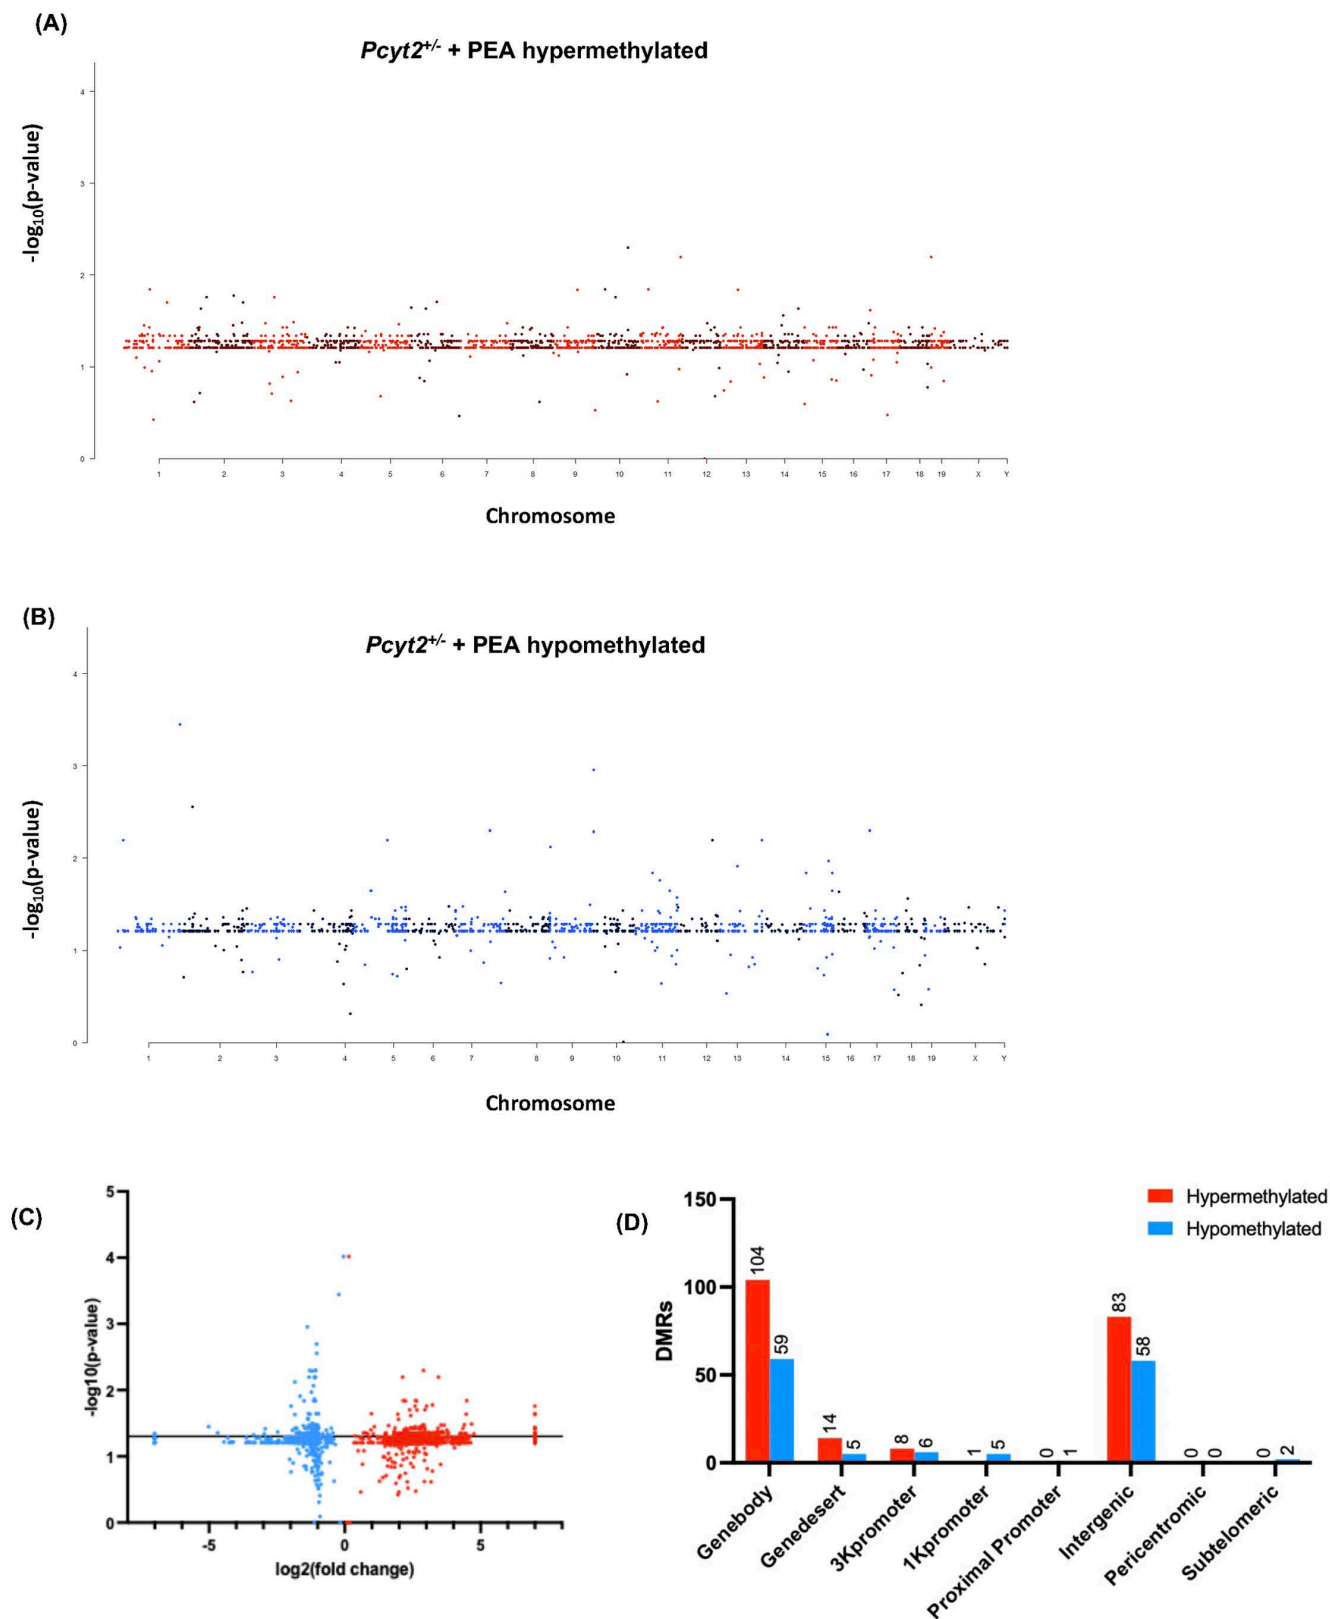 (A)
Pcyt2+/- + PEA hypermethylated
4
3
2
1
0
-log10(p-value)
1 2 3 4 5 6 7 8 9 10 11 12 13 14 15 16 17 18 19 X Y
Chromosome
(B)
Pcyt2+/- + PEA hypomethylated
4
3
2
1
0
-log10(p-value)
1 2 3 4 5 6 7 8 9 10 11 12 13 14 15 16 17 18 19 X Y
Chromosome
(C)
5
4
3
2
1
0
-log10(p-value)
-5 0 5
log2(fold change)
(D)
Hypermethylated
Hypomethylated
150
100
50
0
DMRs
104 59 14 5 8 6 1 5 0 1 83 58 0 0 0 2
Genebody
Genedesert
3Kpromoter
1Kpromoter
Proximal Promoter
Intergenic
Pericentromic
Subtelomeric